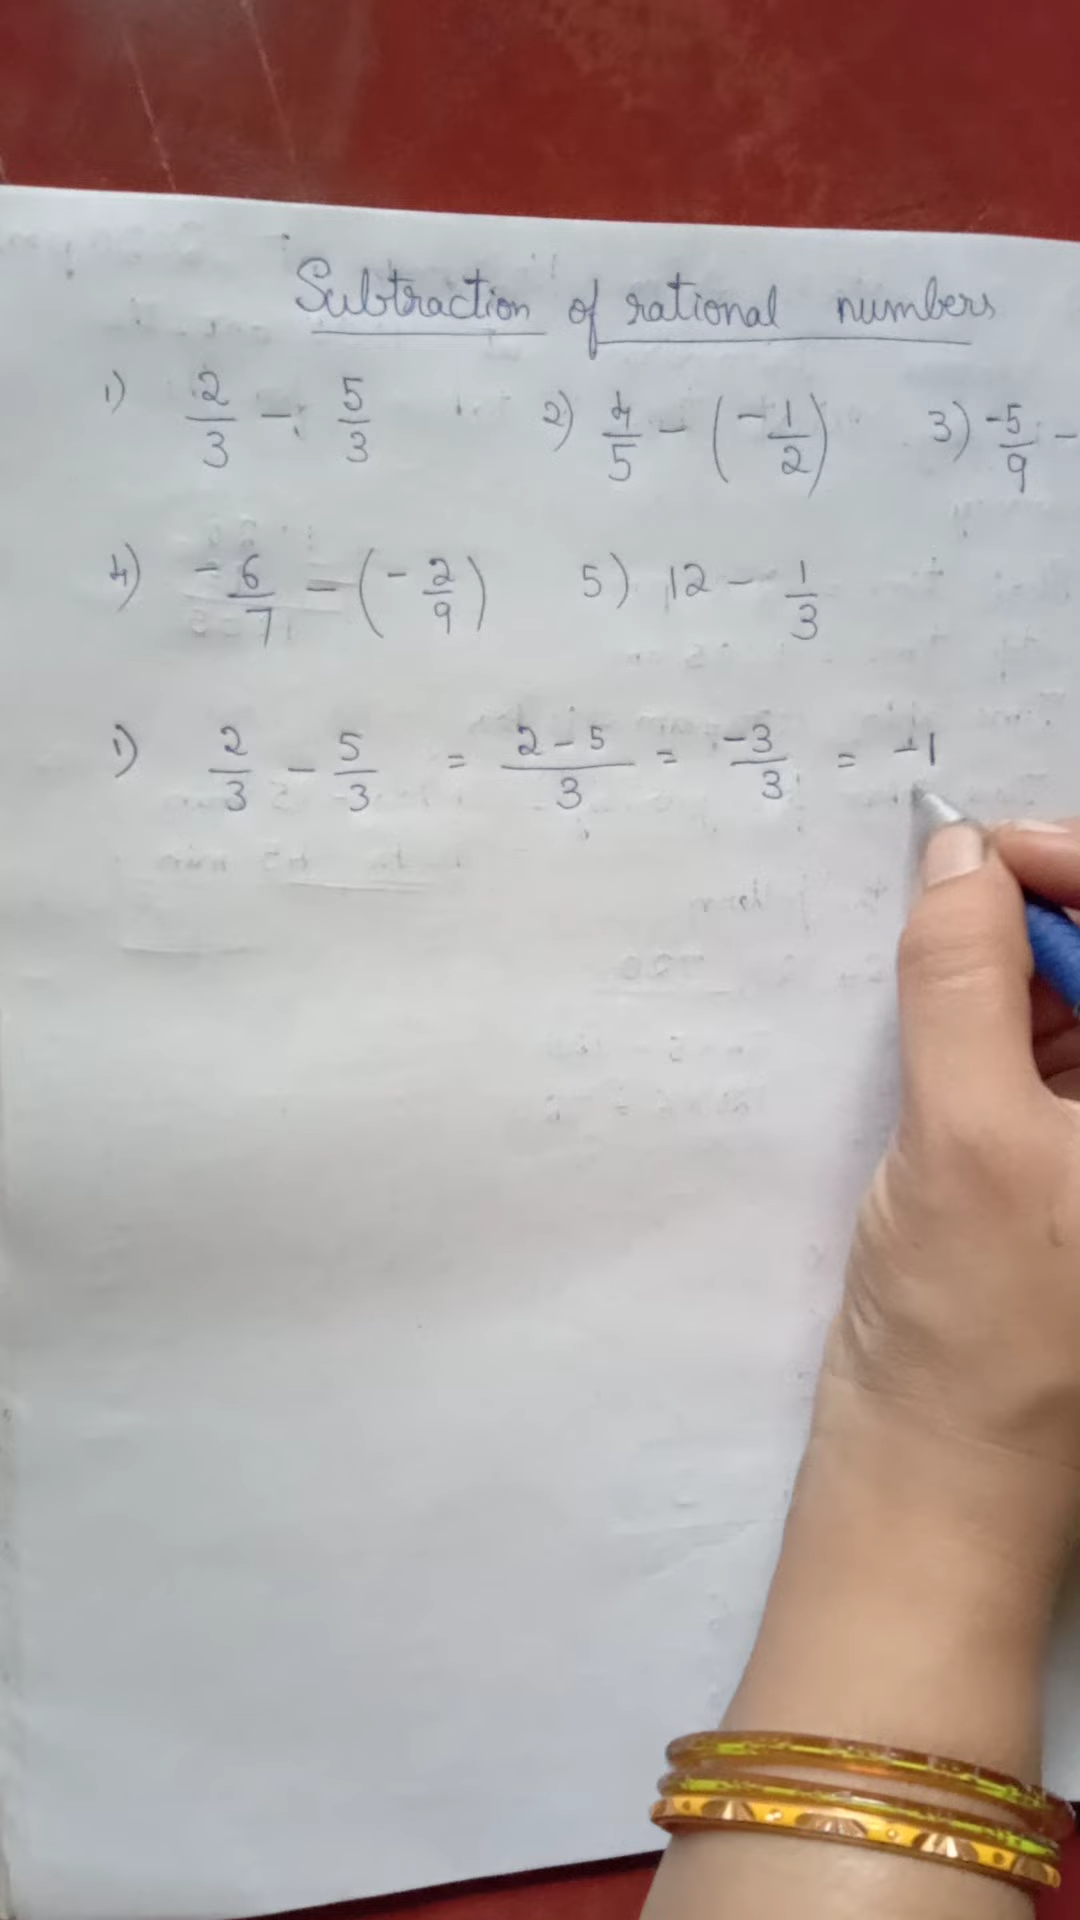 Subtraction of rational numbers
1) 2/3 - 5/3 2) 4/5 - (-1/2) 3) -5/9 -
4) -6/7 - (-2/9) 5) 12 - 1/3
1) 2/3 - 5/3 = 2-5/3 = -3/3 = -1